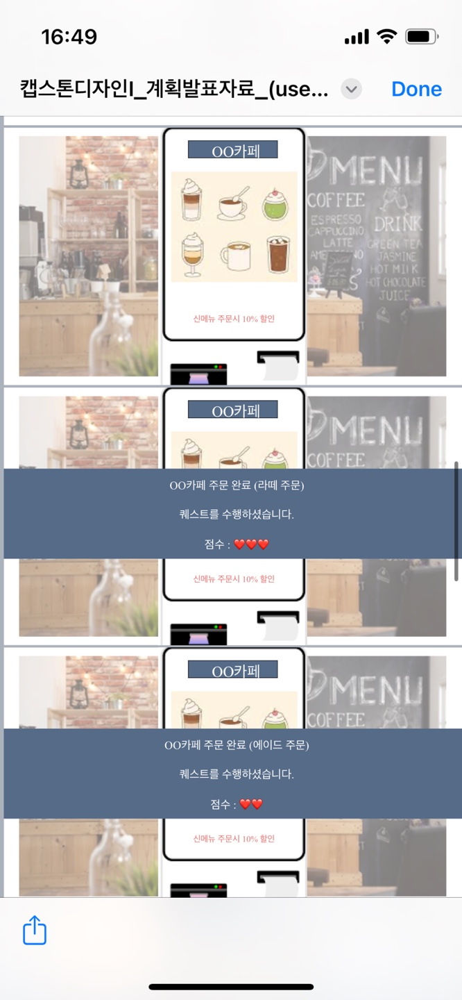 16:49
캡스톤디자인I_계획발표자료_(use...
Done
OO카페
MENU
COFFEE
ESPRESSO
CAPPUCCINO
LATTE
DRINK
GREEN TEA
JASMINE
HOT MILK
HOT CHOCOLATE
JUICE
신메뉴 주문시 10% 할인
OO카페
MENU
COFFEE
OO카페 주문 완료 (라떼 주문)
퀘스트를 수행하셨습니다.
점수 : ❤️❤️❤️
신메뉴 주문시 10% 할인
OO카페
MENU
COFFEE
OO카페 주문 완료 (에이드 주문)
퀘스트를 수행하셨습니다.
점수 : ❤️❤️
신메뉴 주문시 10% 할인